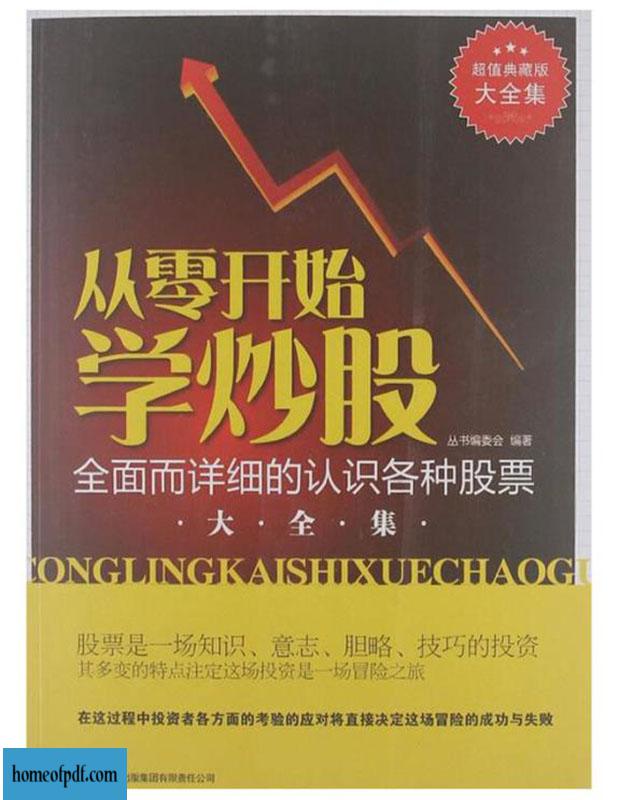 超值典藏版
大全集
从零开始
学炒股
丛书编委会 编著
全面而详细的认识各种股票
·大·全·集·
CONGLINGKAISHIXUECHAOGU
股票是一场知识、意志、胆略、技巧的投资
其多变的特点注定这场投资是一场冒险之旅
在这过程中投资者各方面的考验的应对将直接决定这场冒险的成功与失败
出版集团有限责任公司
homeofpdf.com